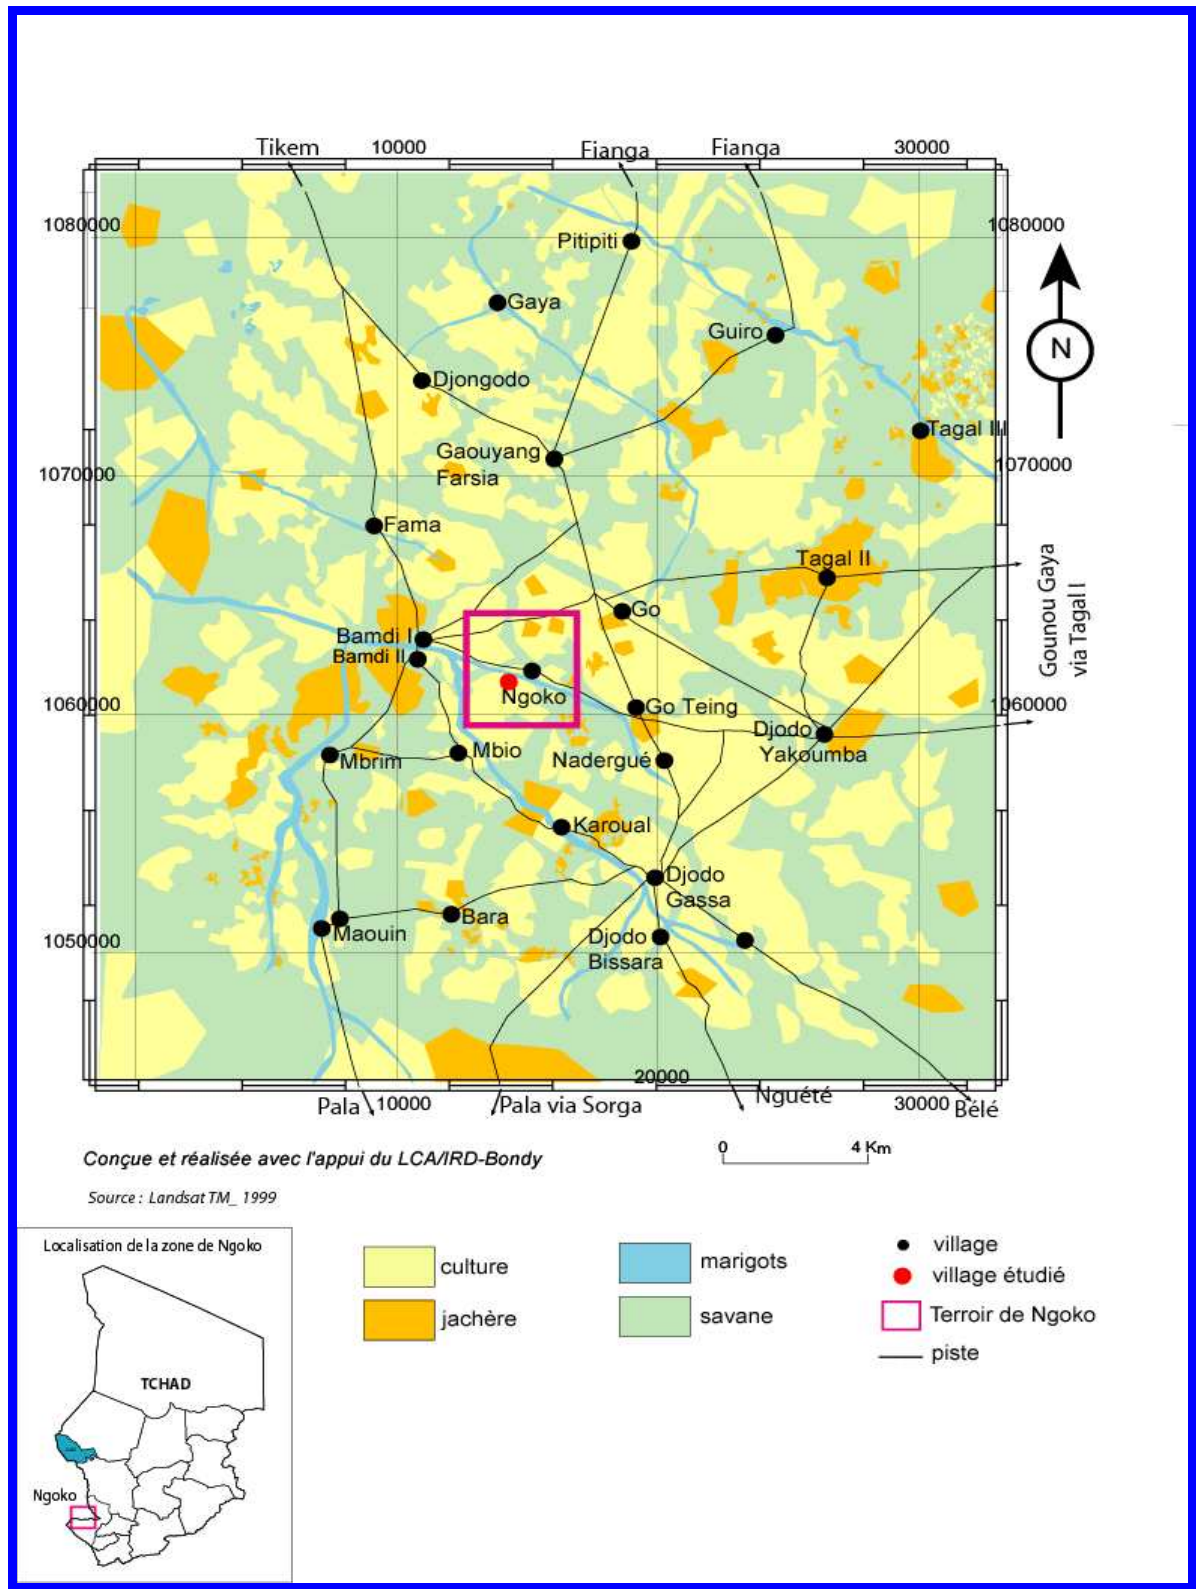 Tikem
10000
Fianga
Fianga
30000
1080000
1080000
Pitipiti
Gaya
Guiro
N
Djongodo
Tagal III
Gaouyang
Farsia
1070000
1070000
Fama
Tagal II
Gounou Gaya
via Tagal I
Go
Bamdi I
Bamdi II
Ngoko
1060000
1060000
Go Teing
Djodo
Yakoumba
Mbrim
Mbio
Nadergué
Karoual
Djodo
Gassa
Bara
Maouin
1050000
Djodo
Bissara
20000
Pala
10000
Pala via Sorga
Nguété
30000
Bélé
0 4 Km
Conçue et réalisée avec l'appui du LCA/IRD-Bondy
Source : Landsat TM_ 1999
Localisation de la zone de Ngoko
TCHAD
Ngoko
culture
jachère
marigots
savane
village
village étudié
Terroir de Ngoko
piste